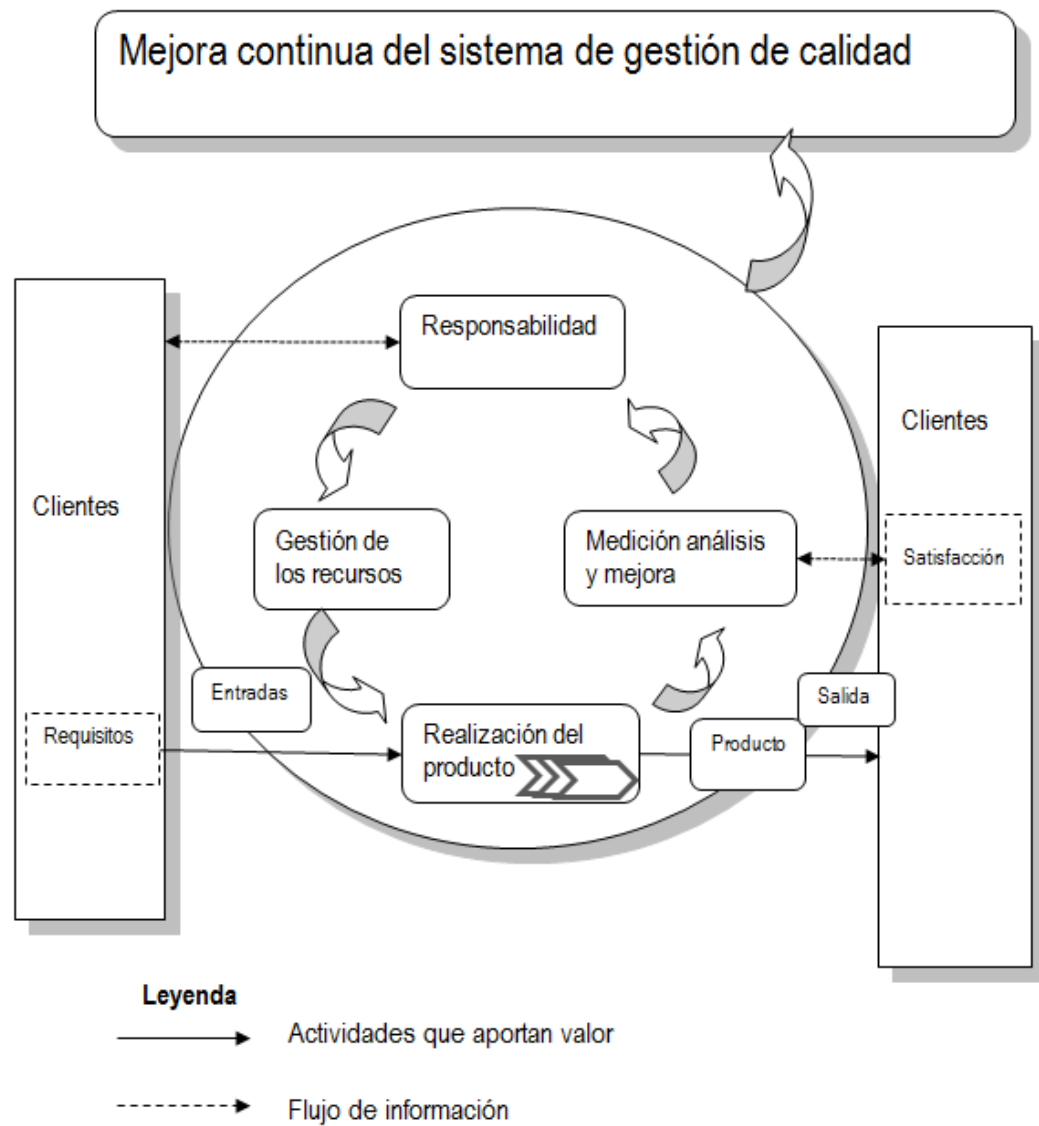 Mejora continua del sistema de gestión de calidad
Responsabilidad
Clientes
Clientes
Gestión de
los recursos
Medición análisis
y mejora
Satisfacción
Entradas
Salida
Requisitos
Realización del
producto
Producto
Leyenda
Actividades que aportan valor
Flujo de información